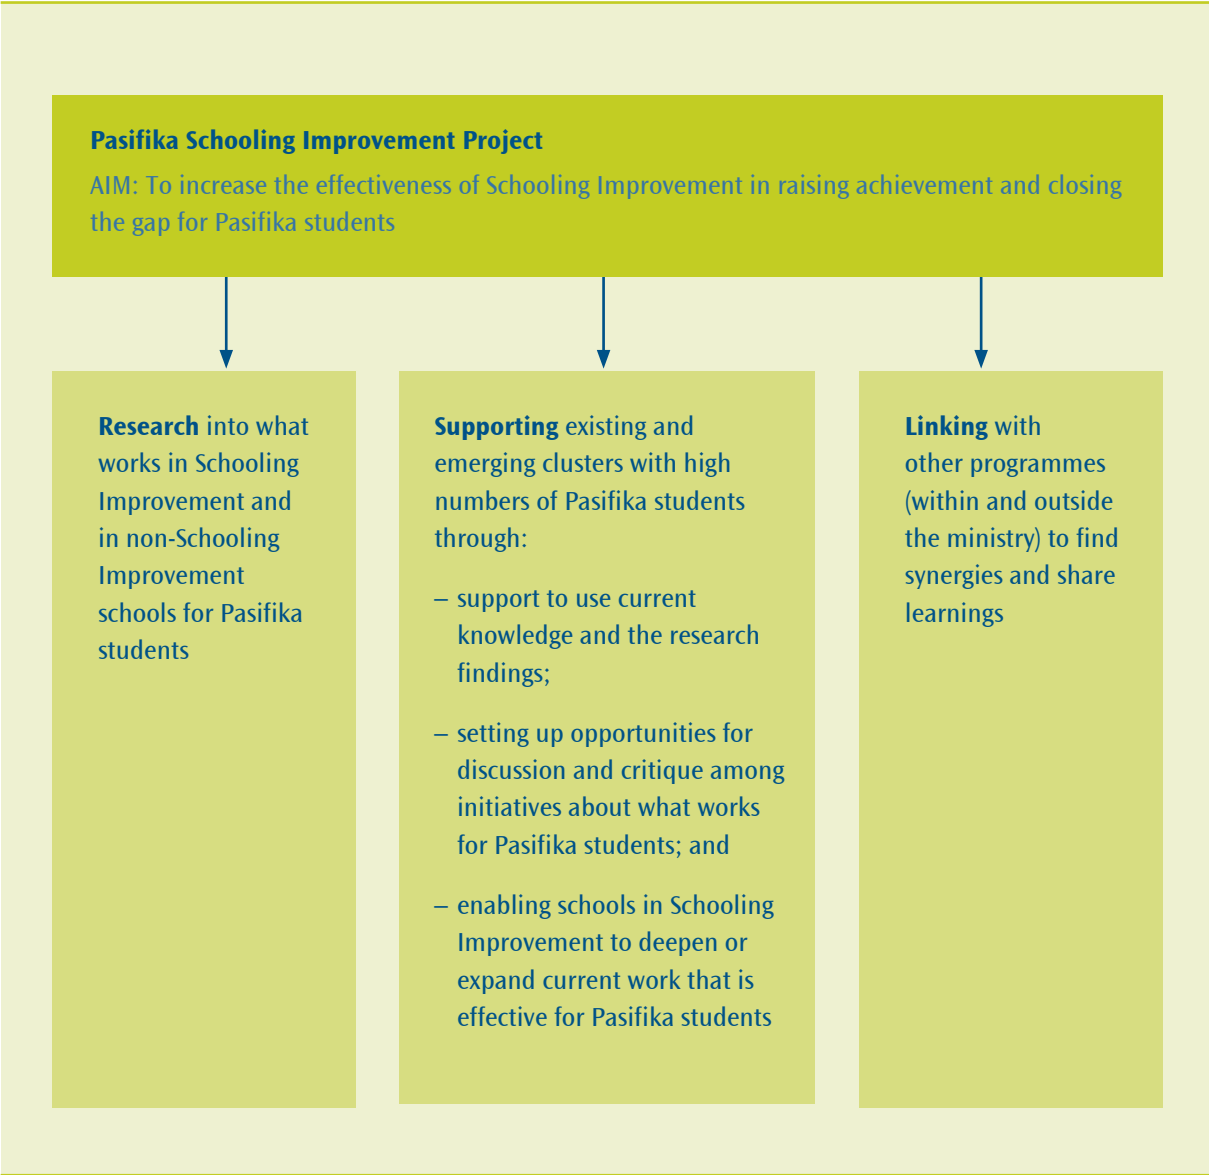 Pasifika Schooling Improvement Project
AIM: To increase the effectiveness of Schooling Improvement in raising achievement and closing
the gap for Pasifika students
Research into what
works in Schooling
Improvement and
in non-Schooling
Improvement
schools for Pasifika
students
Supporting existing and
emerging clusters with high
numbers of Pasifika students
through:
– support to use current
knowledge and the research
findings;
– setting up opportunities for
discussion and critique among
initiatives about what works
for Pasifika students; and
– enabling schools in Schooling
Improvement to deepen or
expand current work that is
effective for Pasifika students
Linking with
other programmes
(within and outside
the ministry) to find
synergies and share
learnings